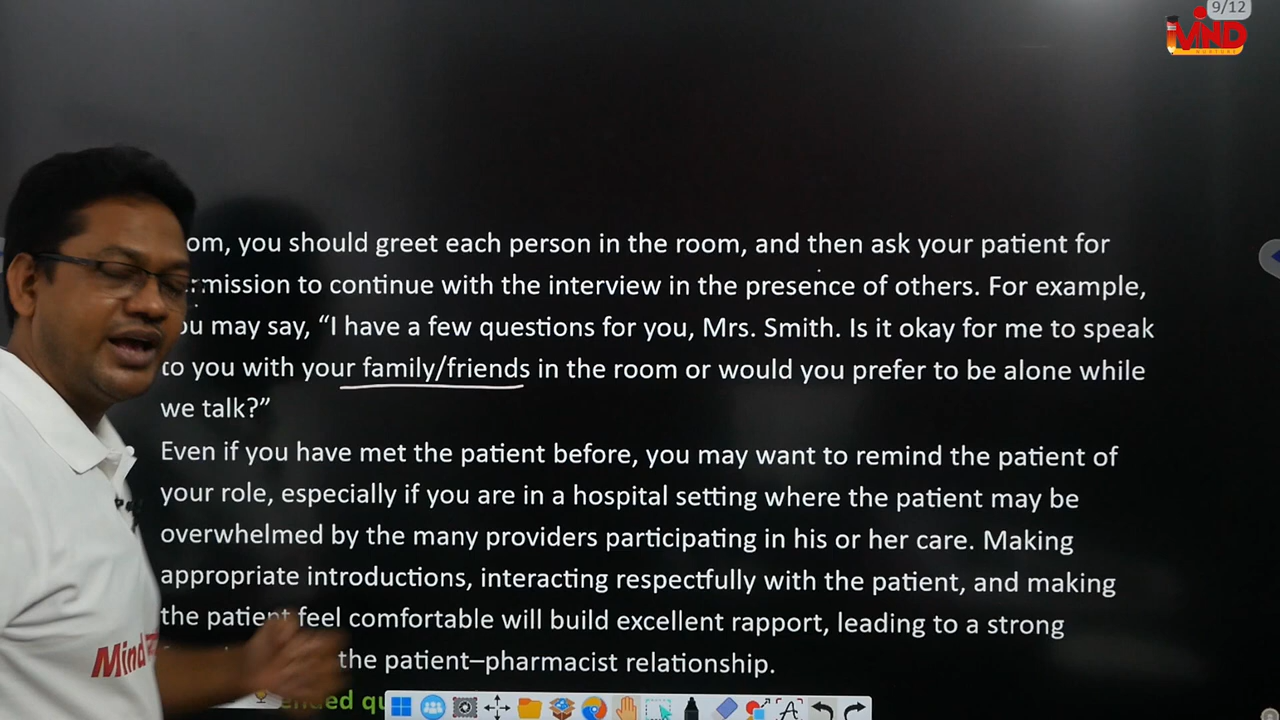 9/12
MIND
om, you should greet each person in the room, and then ask your patient for
mission to continue with the interview in the presence of others. For example,
ou may say, “I have a few questions for you, Mrs. Smith. Is it okay for me to speak
to you with your family/friends in the room or would you prefer to be alone while
we talk?”
Even if you have met the patient before, you may want to remind the patient of
your role, especially if you are in a hospital setting where the patient may be
overwhelmed by the many providers participating in his or her care. Making
appropriate introductions, interacting respectfully with the patient, and making
the patient feel comfortable will build excellent rapport, leading to a strong
the patient–pharmacist relationship.
ended qu
Mind